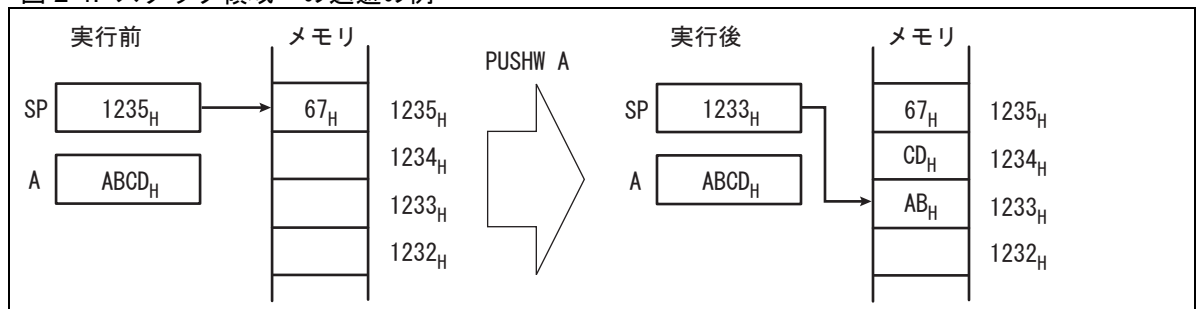 実行前 メモリ
PUSHW A
実行後 メモリ
SP 1235H 67H 1235H
SP 1233H 67H 1235H
1234H
CDH 1234H
A ABCDH
A ABCDH
1233H
ABH 1233H
1232H
1232H